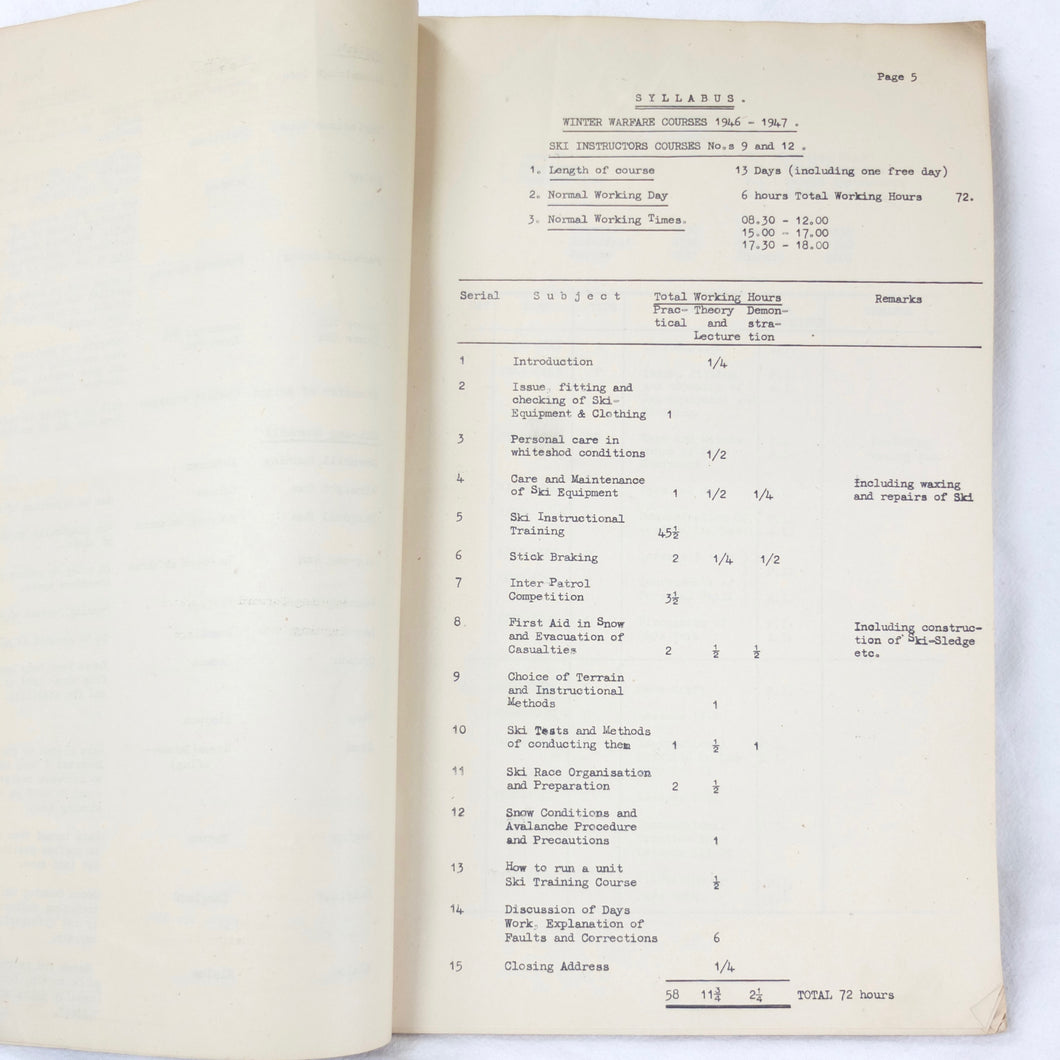 Page 5
SYLLABUS.
WINTER WARFARE COURSES 1946 - 1947.
SKI INSTRUCTORS COURSES No.s 9 and 12.
1. Length of course 13 Days (including one free day)
2. Normal Working Day 6 hours Total Working Hours 72.
3. Normal Working Times. 08.30 - 12.00
15.00 - 17.00
17.30 - 18.00
Serial Subject Total Working Hours Remarks
Prac- Theory Demon-
tical and stra-
Lecture tion
1 Introduction 1/4
2 Issue, fitting and
checking of Ski-
Equipment & Clothing 1
3 Personal care in
whiteshod conditions 1/2
4 Care and Maintenance Including waxing
of Ski Equipment 1 1/2 1/4 and repairs of Ski
5 Ski Instructional
Training 45½
6 Stick Braking 2 1/4 1/2
7 Inter Patrol
Competition 3½
8. First Aid in Snow Including construc-
and Evacuation of tion of Ski-Sledge
Casualties 2 ½ ½ etc.
9 Choice of Terrain
and Instructional
Methods 1
10 Ski Tests and Methods
of conducting them 1 ½ 1
11 Ski Race Organisation
and Preparation 2 ½
12 Snow Conditions and
Avalanche Procedure
and Precautions 1
13 How to run a unit
Ski Training Course ½
14 Discussion of Days
Work, Explanation of
Faults and Corrections 6
15 Closing Address 1/4
58 11¾ 2¼ TOTAL 72 hours